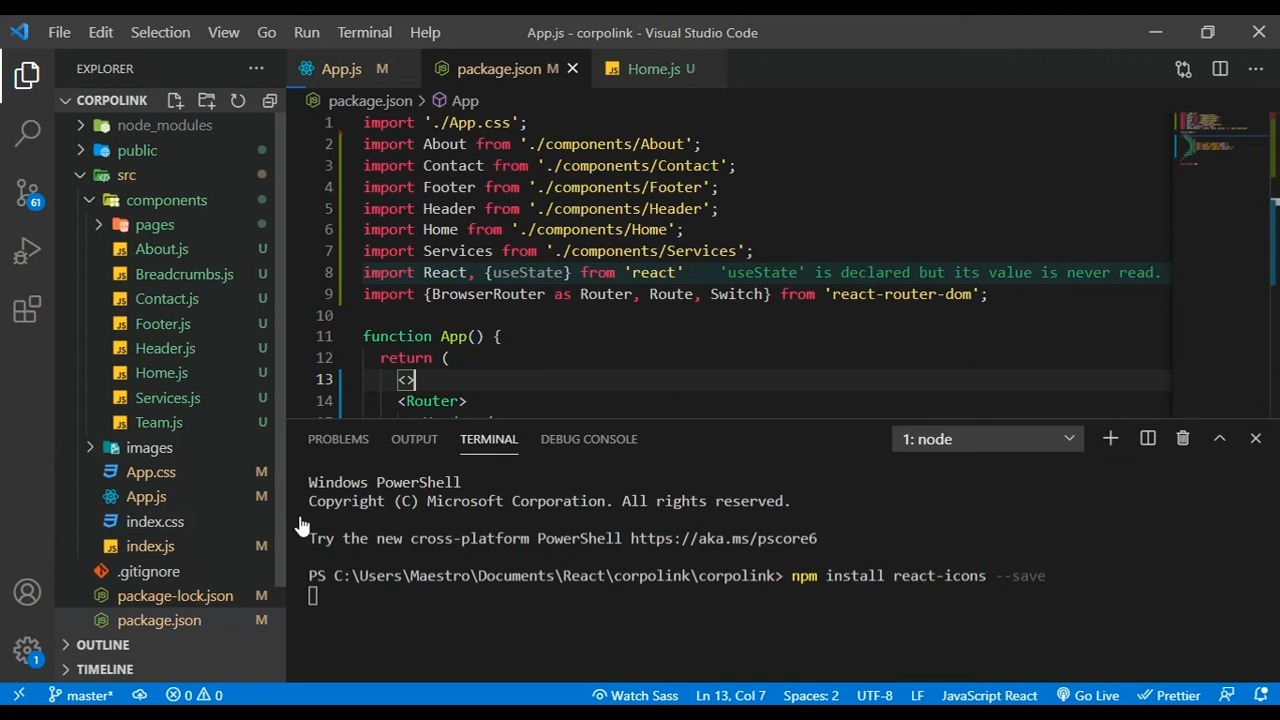 File Edit Selection View Go Run Terminal Help App.js - corpolink - Visual Studio Code
EXPLORER
CORPOLINK
node_modules
public
src
components
pages
About.js U
Breadcrumbs.js U
Contact.js U
Footer.js U
Header.js U
Home.js U
Services.js U
Team.js U
images
App.css M
App.js M
index.css
index.js M
.gitignore
package-lock.json M
package.json M
OUTLINE
TIMELINE
61
1
App.js M package.json M Home.js U
package.json > App
1 import './App.css';
2 import About from './components/About';
3 import Contact from './components/Contact';
4 import Footer from './components/Footer';
5 import Header from './components/Header';
6 import Home from './components/Home';
7 import Services from './components/Services';
8 import React, {useState} from 'react' 'useState' is declared but its value is never read.
9 import {BrowserRouter as Router, Route, Switch} from 'react-router-dom';
10
11 function App() {
12 return (
13 <>
14 <Router>
PROBLEMS OUTPUT TERMINAL DEBUG CONSOLE 1: node
Windows PowerShell
Copyright (C) Microsoft Corporation. All rights reserved.
Try the new cross-platform PowerShell https://aka.ms/pscore6
PS C:\Users\Maestro\Documents\React\corpolink\corpolink> npm install react-icons --save
master* 0 0 Watch Sass Ln 13, Col 7 Spaces: 2 UTF-8 LF JavaScript React Go Live Prettier